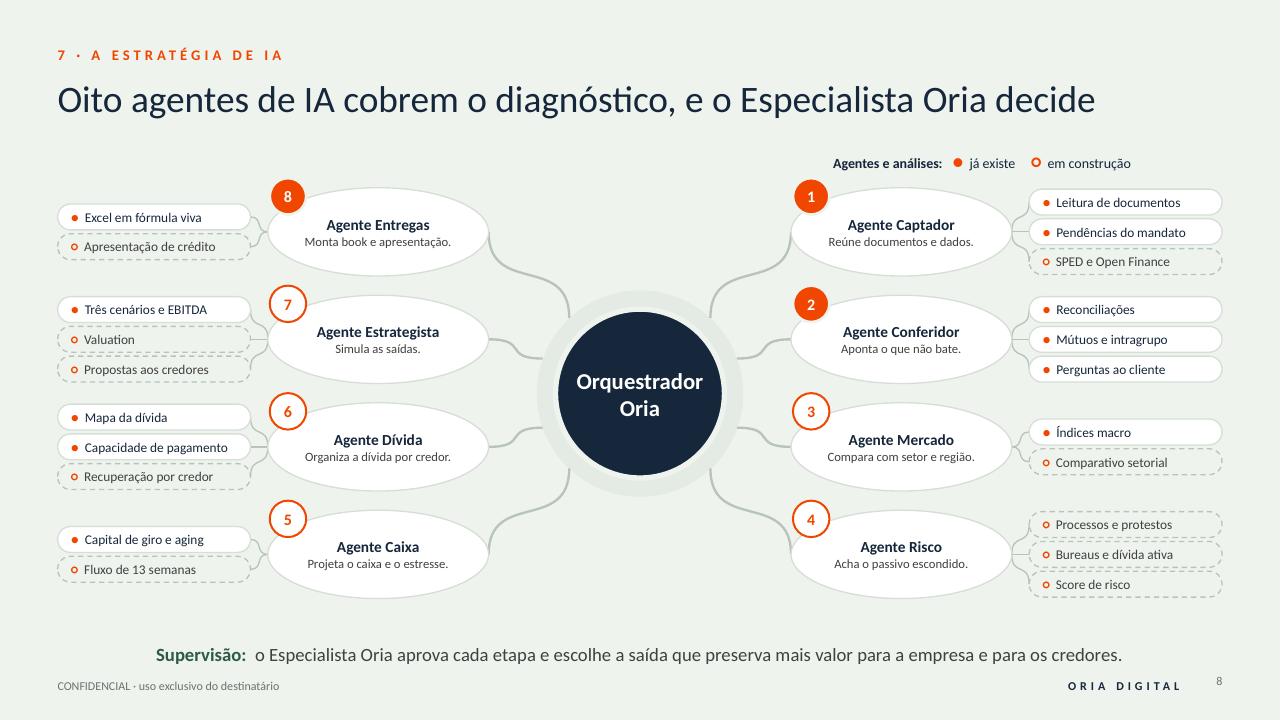 7 · A ESTRATÉGIA DE IA
Oito agentes de IA cobrem o diagnóstico, e o Especialista Oria decide
Agentes e análises: já existe em construção
8
Agente Entregas
Monta book e apresentação.
Excel em fórmula viva
Apresentação de crédito
7
Agente Estrategista
Simula as saídas.
Três cenários e EBITDA
Valuation
Propostas aos credores
6
Agente Dívida
Organiza a dívida por credor.
Mapa da dívida
Capacidade de pagamento
Recuperação por credor
5
Agente Caixa
Projeta o caixa e o estresse.
Capital de giro e aging
Fluxo de 13 semanas
Orquestrador
Oria
1
Agente Captador
Reúne documentos e dados.
Leitura de documentos
Pendências do mandato
SPED e Open Finance
2
Agente Conferidor
Aponta o que não bate.
Reconciliações
Mútuos e intragrupo
Perguntas ao cliente
3
Agente Mercado
Compara com setor e região.
Índices macro
Comparativo setorial
4
Agente Risco
Acha o passivo escondido.
Processos e protestos
Bureaus e dívida ativa
Score de risco
Supervisão: o Especialista Oria aprova cada etapa e escolhe a saída que preserva mais valor para a empresa e para os credores.
CONFIDENCIAL · uso exclusivo do destinatário
ORIA DIGITAL
8